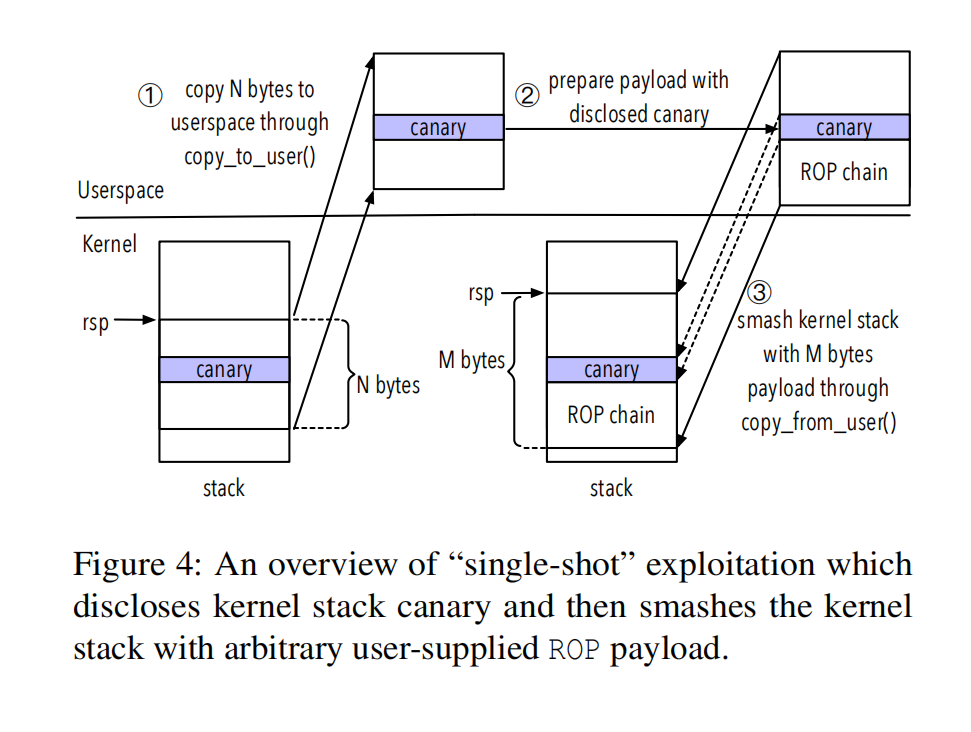 ① copy N bytes to
userspace through
copy_to_user()
canary
② prepare payload with
disclosed canary
canary
ROP chain
Userspace
Kernel
rsp
canary
N bytes
stack
rsp
M bytes
canary
ROP chain
stack
③
smash kernel stack
with M bytes
payload through
copy_from_user()
Figure 4: An overview of “single-shot” exploitation which
discloses kernel stack canary and then smashes the kernel
stack with arbitrary user-supplied ROP payload.